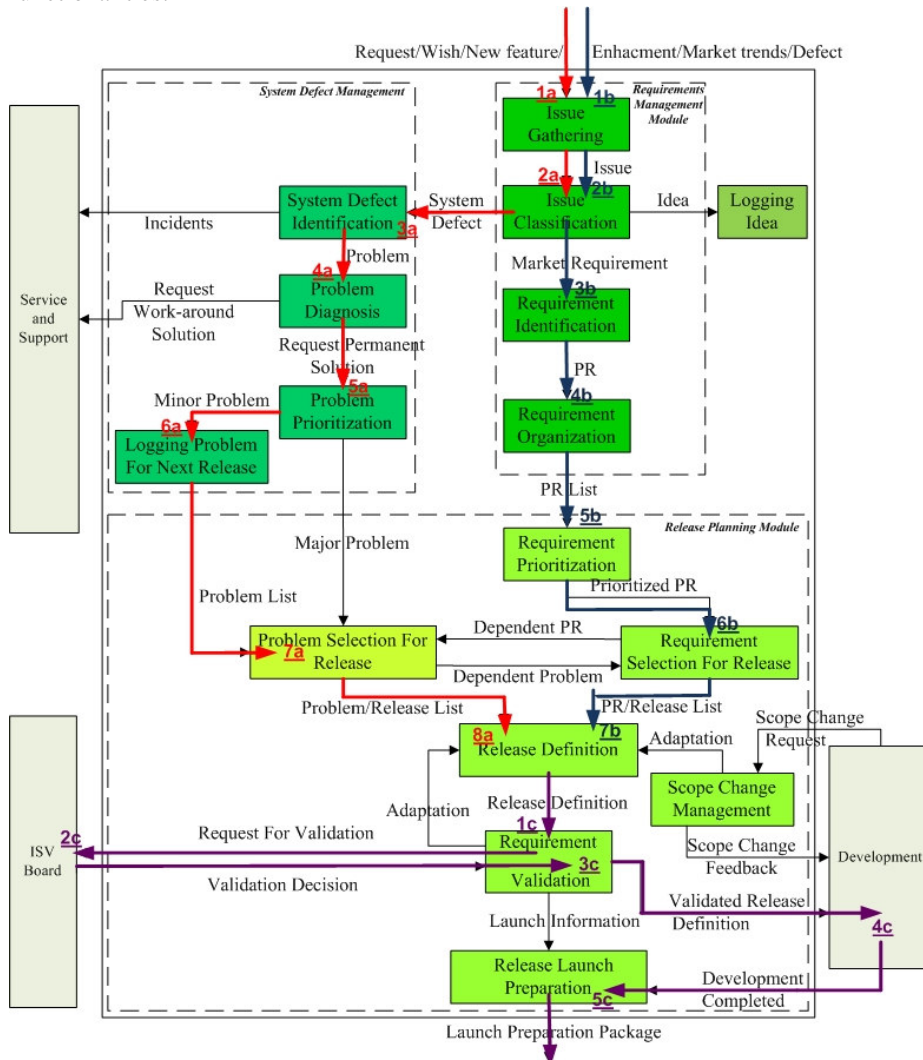 Request/Wish/New feature/
Enhacment/Market trends/Defect
System Defect Management
Requirements
Management
Module
1a
1b
Issue
Gathering
Issue
2a
2b
Issue
Classification
System
Defect
Idea
Logging
Idea
System Defect
Identification
3a
Incidents
Problem
Market Requirement
Service
and
Support
Request
Work-around
Solution
4a
Problem
Diagnosis
3b
Requirement
Identification
Request Permanent
Solution
PR
5a
Problem
Prioritization
Minor Problem
4b
Requirement
Organization
6a
Logging Problem
For Next Release
PR List
Release Planning Module
5b
Requirement
Prioritization
Major Problem
Prioritized PR
Problem List
Dependent PR
6b
Problem Selection For
Release
7a
Requirement
Selection For Release
Dependent Problem
Problem/Release List
PR/Release List
8a
7b
Release Definition
Scope Change
Request
Adaptation
Adaptation
Release Definition
Scope Change
Management
ISV
Board
2c
Request For Validation
1c
Requirement
Validation
3c
Scope Change
Feedback
Development
Validation Decision
Validated Release
Definition
4c
Launch Information
Release Launch
Preparation
5c
Development
Completed
Launch Preparation Package